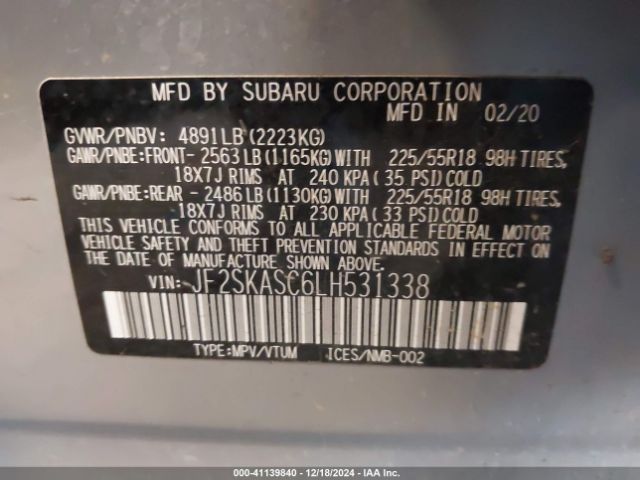 MFD BY SUBARU CORPORATION
MFD IN 02/20
GVWR/PNBV: 4891LB(2223KG)
GAWR/PNBE:FRONT- 2563LB(1165KG)WITH 225/55R18 98H TIRES,
18X7J RIMS AT 240 KPA( 35 PSI)COLD
GAWR/PNBE:REAR - 2486LB(1130KG)WITH 225/55R18 98H TIRES,
18X7J RIMS AT 230 KPA( 33 PSI)COLD
THIS VEHICLE CONFORMS TO ALL APPLICABLE FEDERAL MOTOR
VEHICLE SAFETY AND THEFT PREVENTION STANDARDS IN EFFECT ON
THE DATE OF MANUFACTURE SHOWN ABOVE.
VIN: JF2SKASC6LH531338
TYPE:MPV/VTUM ICES/NMB-002
000-41139840 - 12/18/2024 - IAA Inc.